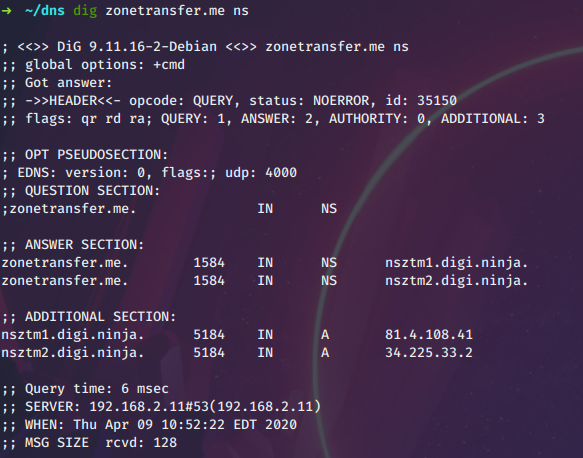 → ~/dns dig zonetransfer.me ns
; <<>> DiG 9.11.16-2-Debian <<>> zonetransfer.me ns
;; global options: +cmd
;; Got answer:
;; ->>HEADER<<- opcode: QUERY, status: NOERROR, id: 35150
;; flags: qr rd ra; QUERY: 1, ANSWER: 2, AUTHORITY: 0, ADDITIONAL: 3
;; OPT PSEUDOSECTION:
; EDNS: version: 0, flags:; udp: 4000
;; QUESTION SECTION:
;zonetransfer.me. IN NS
;; ANSWER SECTION:
zonetransfer.me. 1584 IN NS nsztm1.digi.ninja.
zonetransfer.me. 1584 IN NS nsztm2.digi.ninja.
;; ADDITIONAL SECTION:
nsztm1.digi.ninja. 5184 IN A 81.4.108.41
nsztm2.digi.ninja. 5184 IN A 34.225.33.2
;; Query time: 6 msec
;; SERVER: 192.168.2.11#53(192.168.2.11)
;; WHEN: Thu Apr 09 10:52:22 EDT 2020
;; MSG SIZE rcvd: 128